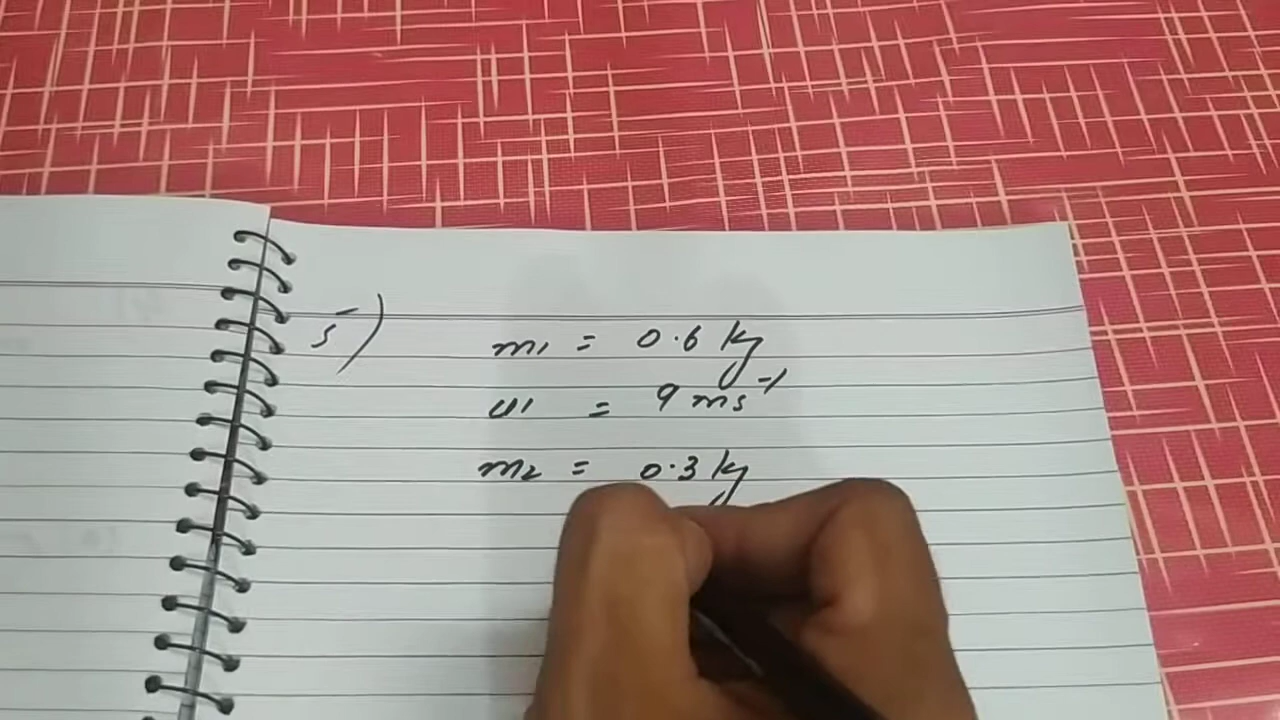 5)
m1 = 0.6 kg
u1 = 9 ms⁻¹
m2 = 0.3 kg